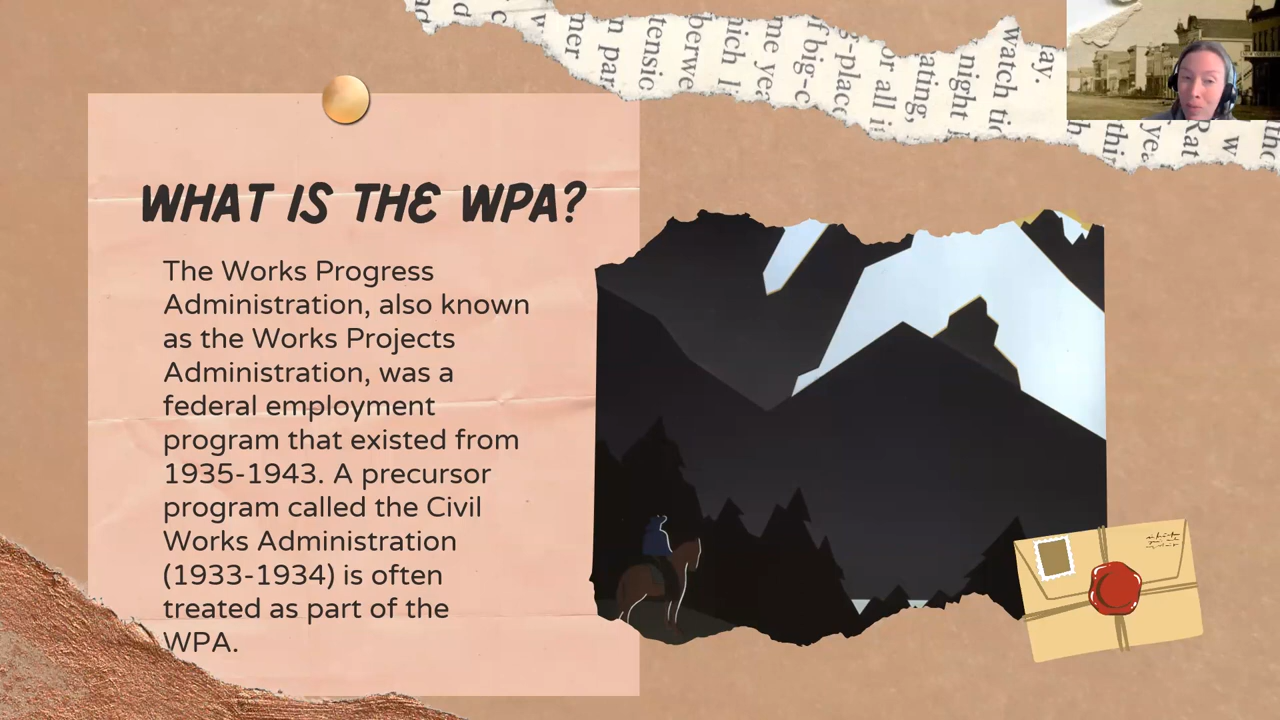 WHAT IS THE WPA?
The Works Progress
Administration, also known
as the Works Projects
Administration, was a
federal employment
program that existed from
1935-1943. A precursor
program called the Civil
Works Administration
(1933-1934) is often
treated as part of the
WPA.
watch
night